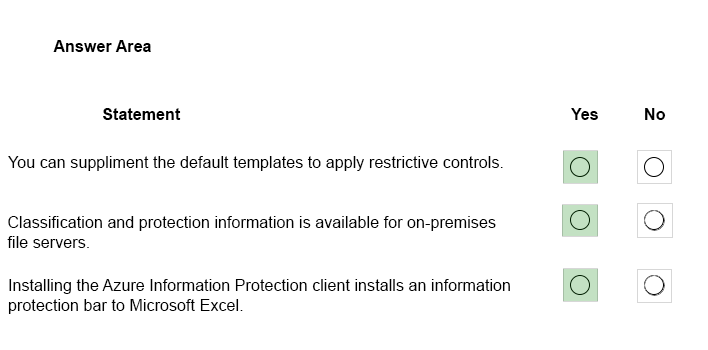 Answer Area
Statement Yes No
You can suppliment the default templates to apply restrictive controls.
Classification and protection information is available for on-premises
file servers.
Installing the Azure Information Protection client installs an information
protection bar to Microsoft Excel.